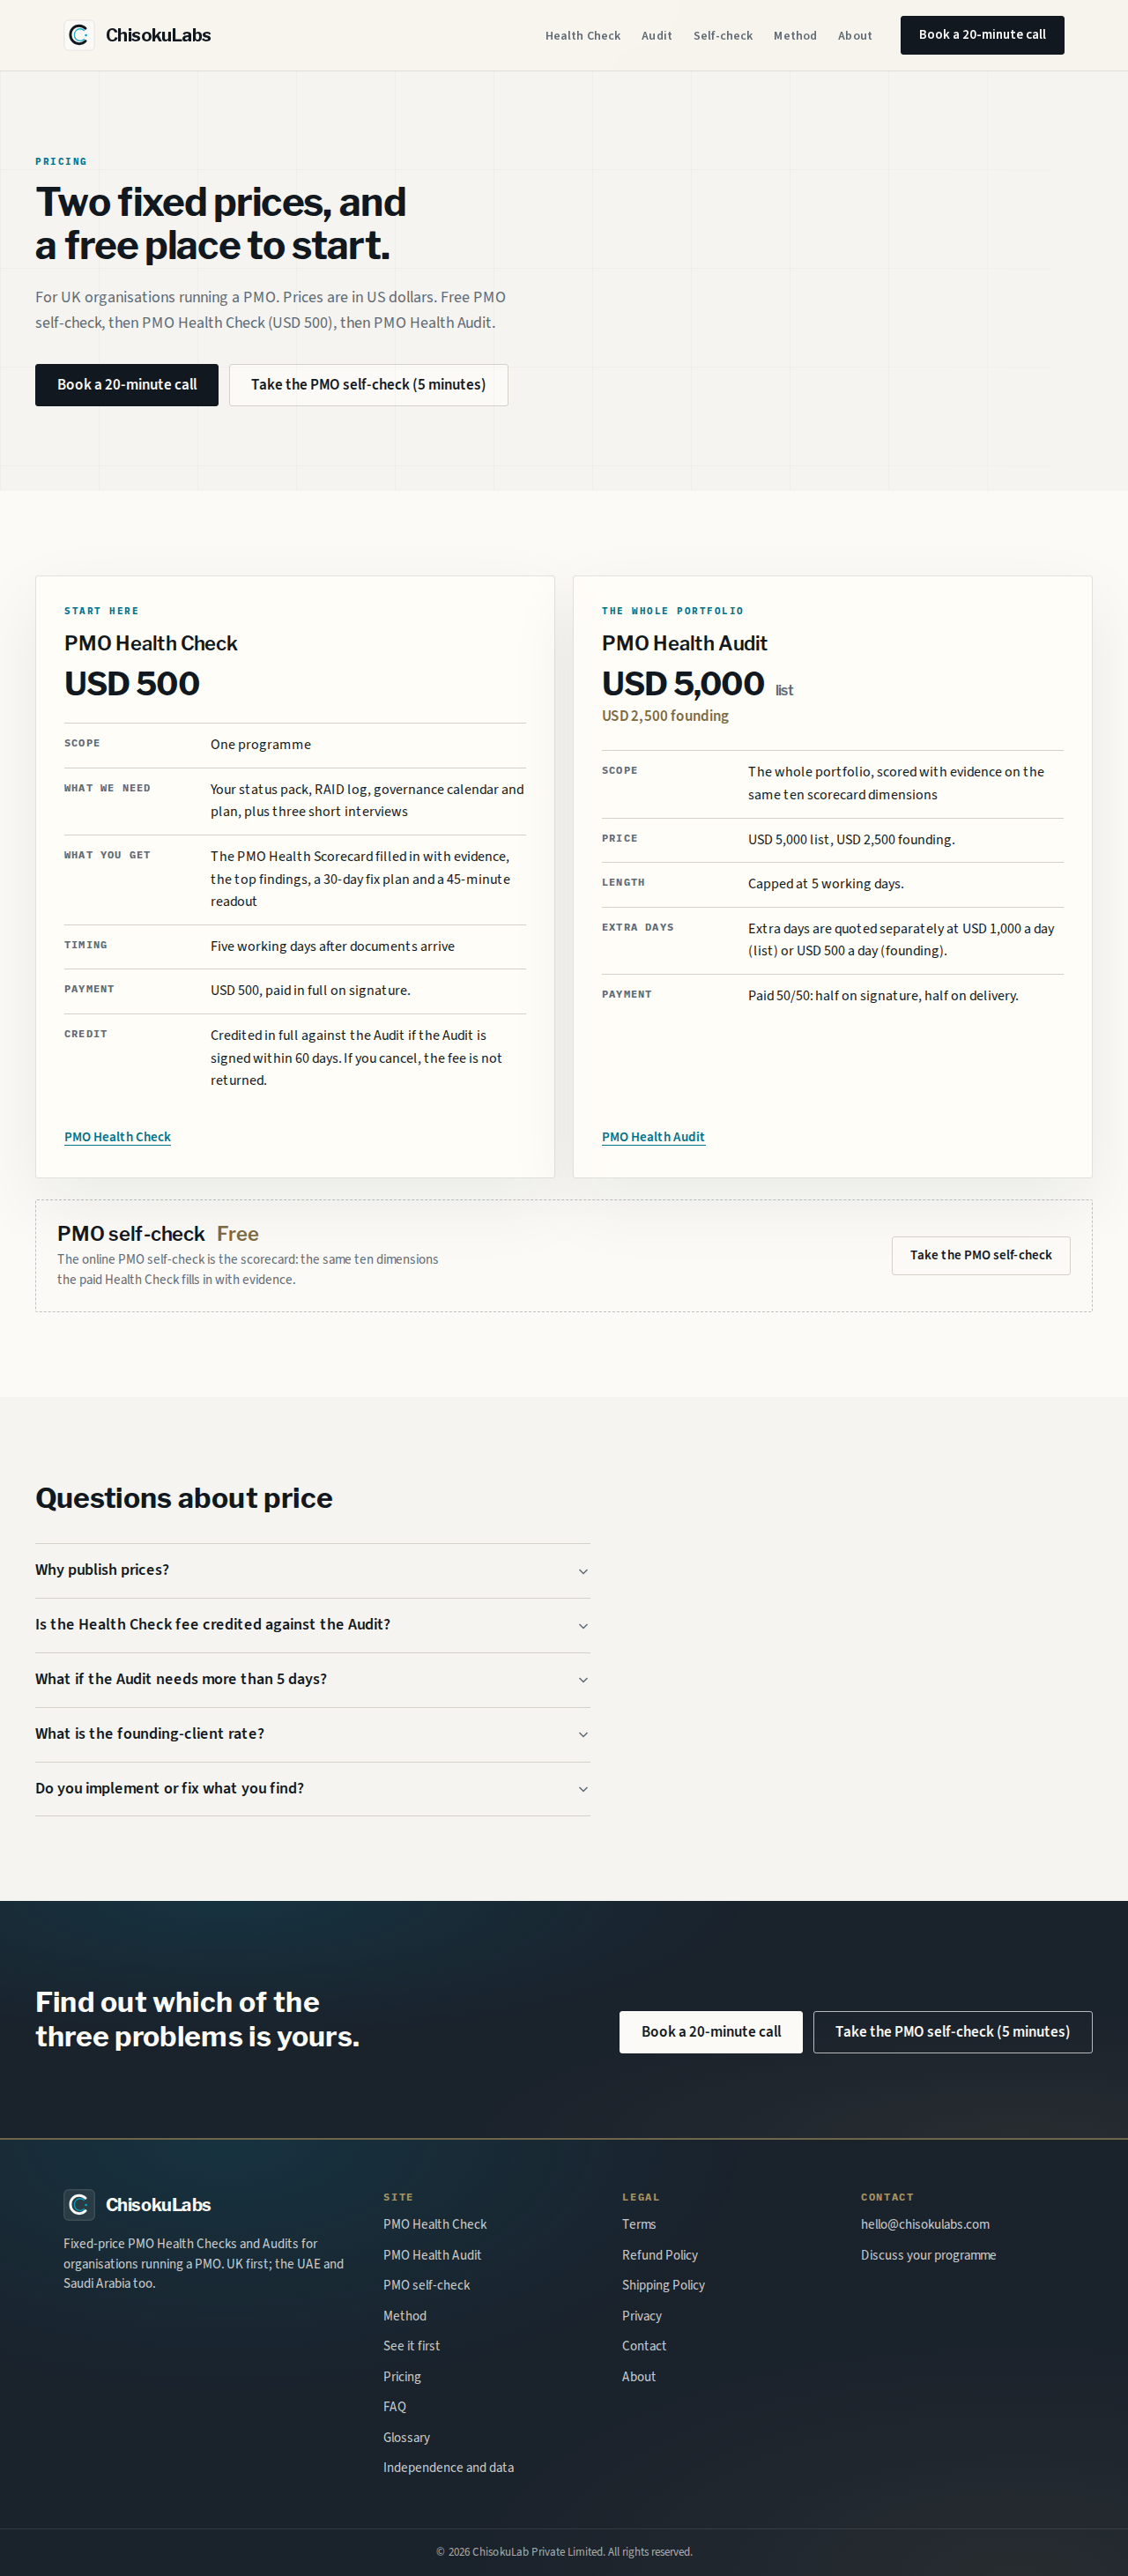 ChisokuLabs
Health Check
Audit
Self-check
Method
About
Book a 20-minute call
PRICING
Two fixed prices, and
a free place to start.
For UK organisations running a PMO. Prices are in US dollars. Free PMO
self-check, then PMO Health Check (USD 500), then PMO Health Audit.
Book a 20-minute call
Take the PMO self-check (5 minutes)
START HERE
PMO Health Check
USD 500
SCOPE
One programme
WHAT WE NEED
Your status pack, RAID log, governance calendar and
plan, plus three short interviews
WHAT YOU GET
The PMO Health Scorecard filled in with evidence,
the top findings, a 30-day fix plan and a 45-minute
readout
TIMING
Five working days after documents arrive
PAYMENT
USD 500, paid in full on signature.
CREDIT
Credited in full against the Audit if the Audit is
signed within 60 days. If you cancel, the fee is not
returned.
PMO Health Check
THE WHOLE PORTFOLIO
PMO Health Audit
USD 5,000 list
USD 2,500 founding
SCOPE
The whole portfolio, scored with evidence on the
same ten scorecard dimensions
PRICE
USD 5,000 list, USD 2,500 founding.
LENGTH
Capped at 5 working days.
EXTRA DAYS
Extra days are quoted separately at USD 1,000 a day
(list) or USD 500 a day (founding).
PAYMENT
Paid 50/50: half on signature, half on delivery.
PMO Health Audit
PMO self-check Free
The online PMO self-check is the scorecard: the same ten dimensions
the paid Health Check fills in with evidence.
Take the PMO self-check
Questions about price
Why publish prices?
Is the Health Check fee credited against the Audit?
What if the Audit needs more than 5 days?
What is the founding-client rate?
Do you implement or fix what you find?
Find out which of the
three problems is yours.
Book a 20-minute call
Take the PMO self-check (5 minutes)
ChisokuLabs
Fixed-price PMO Health Checks and Audits for
organisations running a PMO. UK first; the UAE and
Saudi Arabia too.
SITE
PMO Health Check
PMO Health Audit
PMO self-check
Method
See it first
Pricing
FAQ
Glossary
Independence and data
LEGAL
Terms
Refund Policy
Shipping Policy
Privacy
Contact
About
CONTACT
hello@chisokulabs.com
Discuss your programme
© 2026 ChisokuLab Private Limited. All rights reserved.